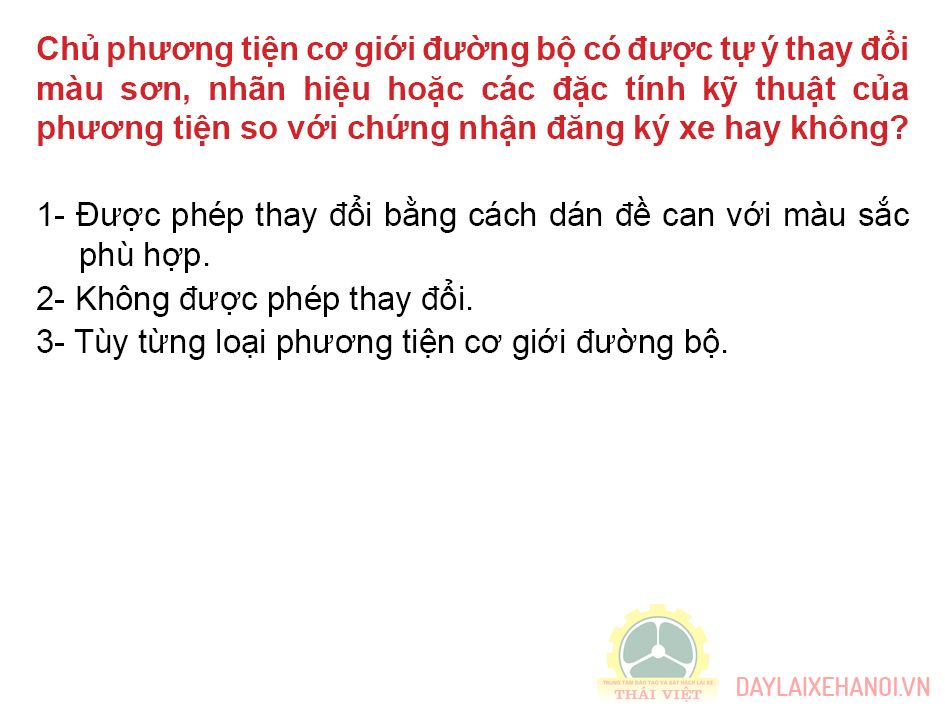 Chủ phương tiện cơ giới đường bộ có được tự ý thay đổi
màu sơn, nhãn hiệu hoặc các đặc tính kỹ thuật của
phương tiện so với chứng nhận đăng ký xe hay không?
1- Được phép thay đổi bằng cách dán đề can với màu sắc
phù hợp.
2- Không được phép thay đổi.
3- Tùy từng loại phương tiện cơ giới đường bộ.
TRUNG TÂM ĐÀO TẠO VÀ SÁT HẠCH LÁI XE
THÁI VIỆT
DAYLAIXEHANOI.VN